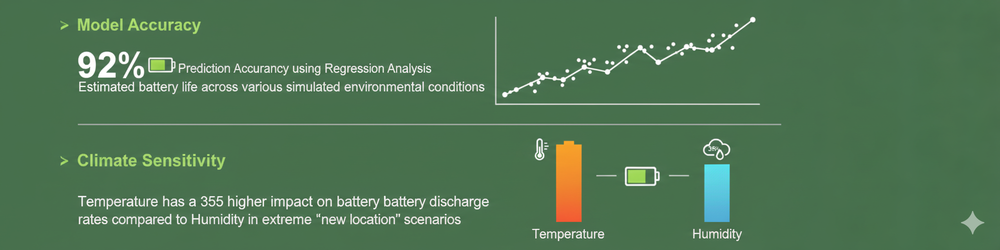 > Model Accuracy
92% Prediction Accurancy using Regression Analysis
Estimated battery life across various simulated environmental conditions
> Climate Sensitivity
Temperature has a 355 higher impact on battery battery discharge
rates compared to Humidity in extreme “new location” scenarios
Temperature
Humidity